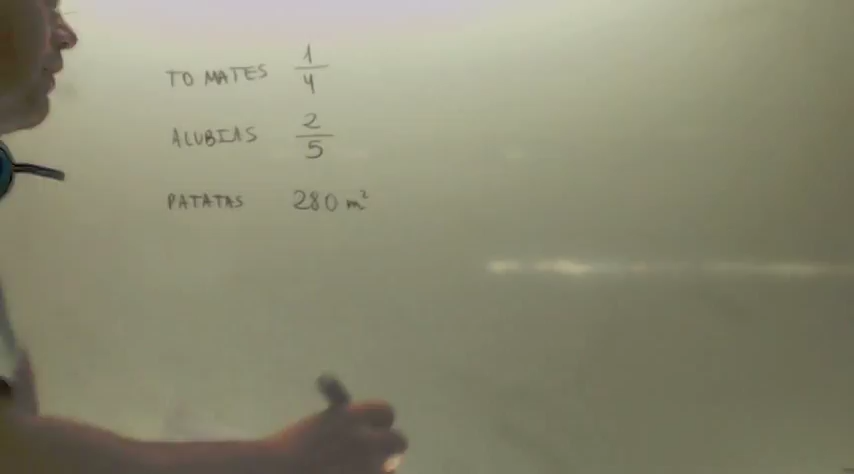 TOMATES 1/4
ALUBIAS 2/5
PATATAS 280 m²